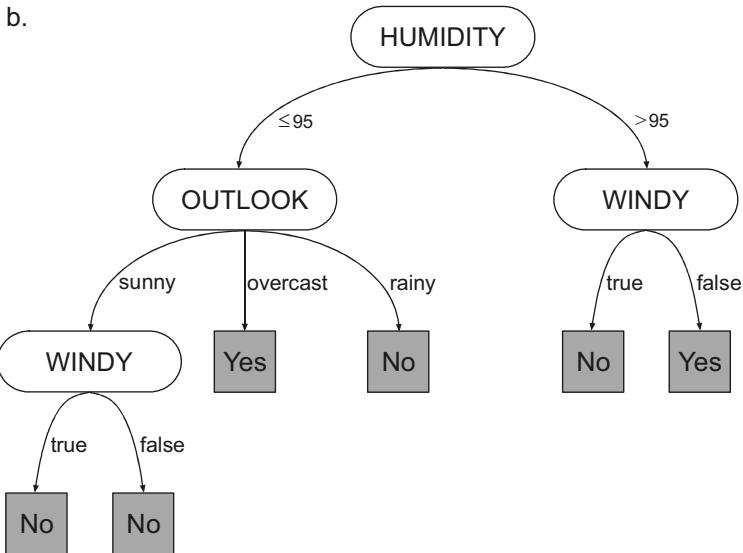 b.
HUMIDITY
≤95
>95
OUTLOOK
WINDY
sunny
overcast
rainy
true
false
WINDY
Yes
No
No
Yes
true
false
No
No